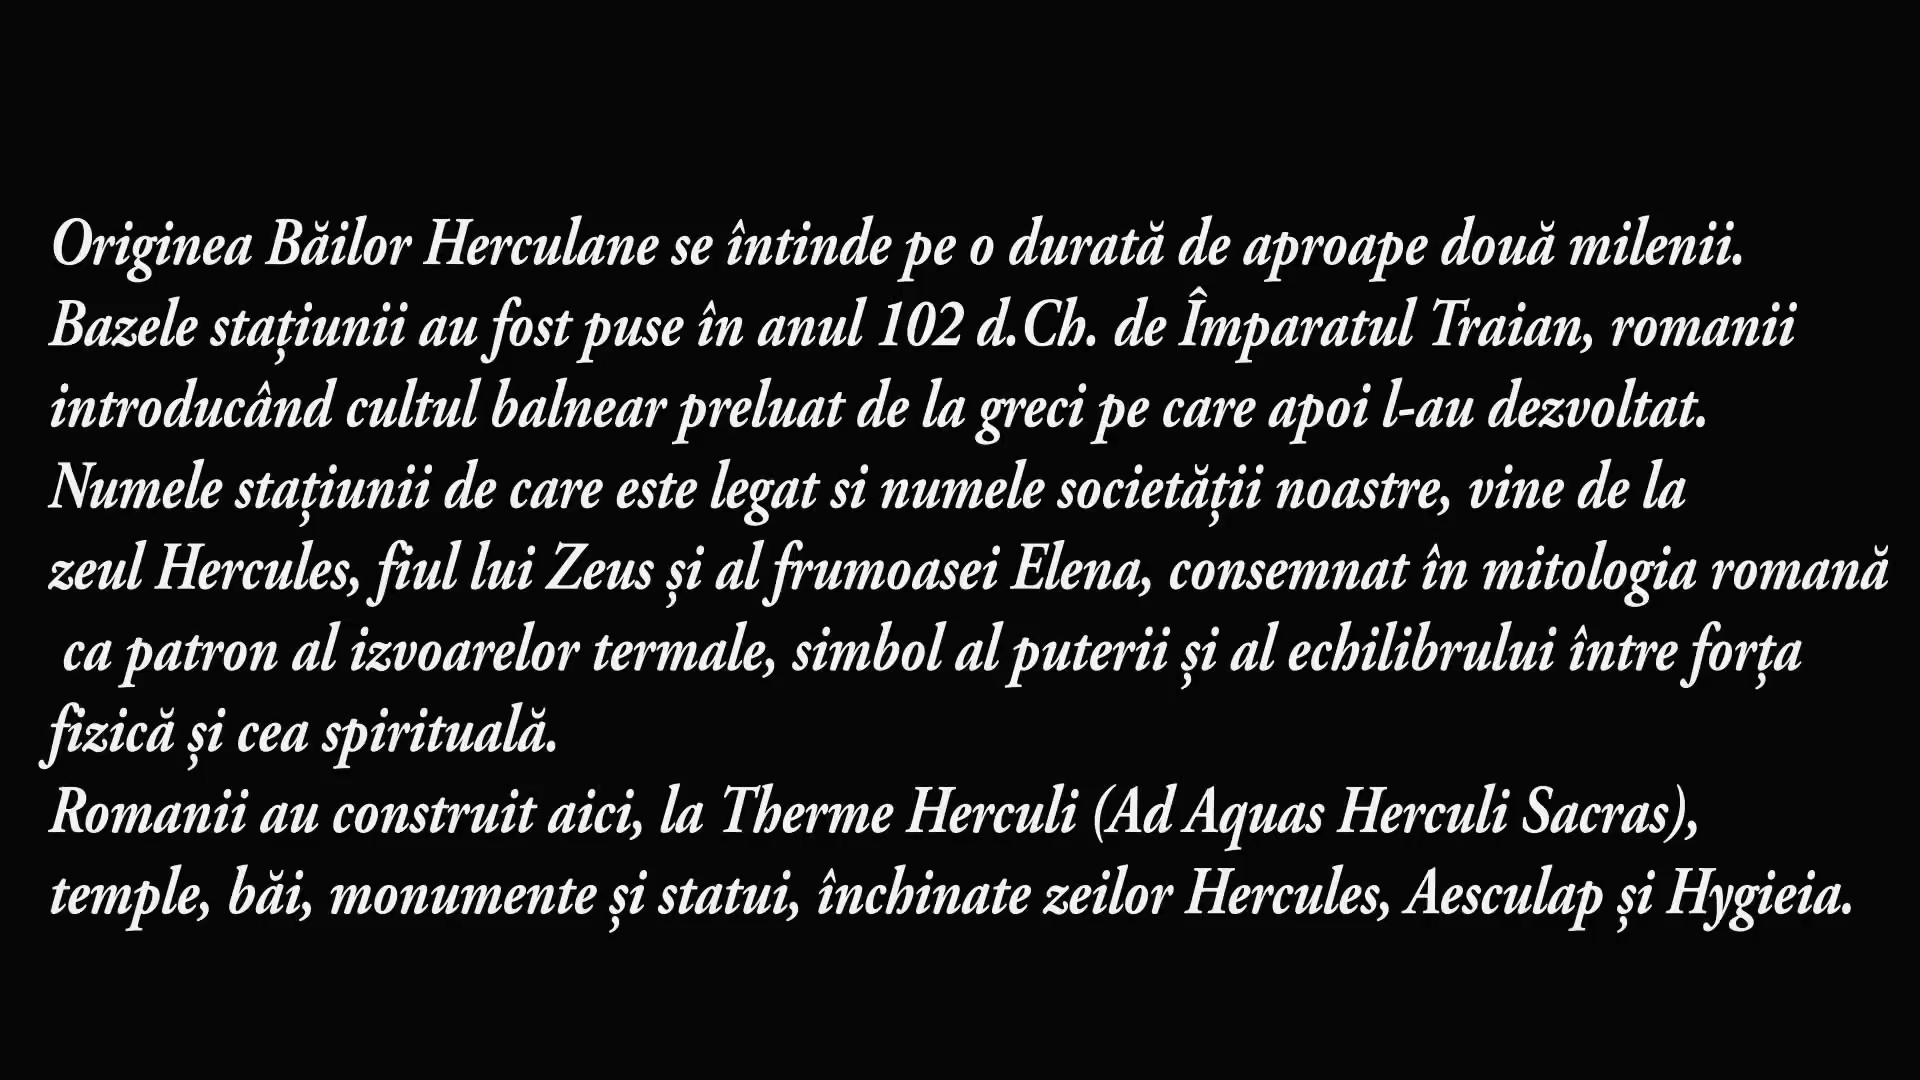 Originea Băilor Herculane se întinde pe o durată de aproape două milenii.
Bazele stațiunii au fost puse în anul 102 d.Ch. de Împaratul Traian, romanii
introducând cultul balnear preluat de la greci pe care apoi l-au dezvoltat.
Numele stațiunii de care este legat si numele societății noastre, vine de la
zeul Hercules, fiul lui Zeus și al frumoasei Elena, consemnat în mitologia romană
ca patron al izvoarelor termale, simbol al puterii și al echilibrului între forța
fizică și cea spirituală.
Romanii au construit aici, la Therme Herculi (Ad Aquas Herculi Sacras),
temple, băi, monumente și statui, închinate zeilor Hercules, Aesculap și Hygieia.